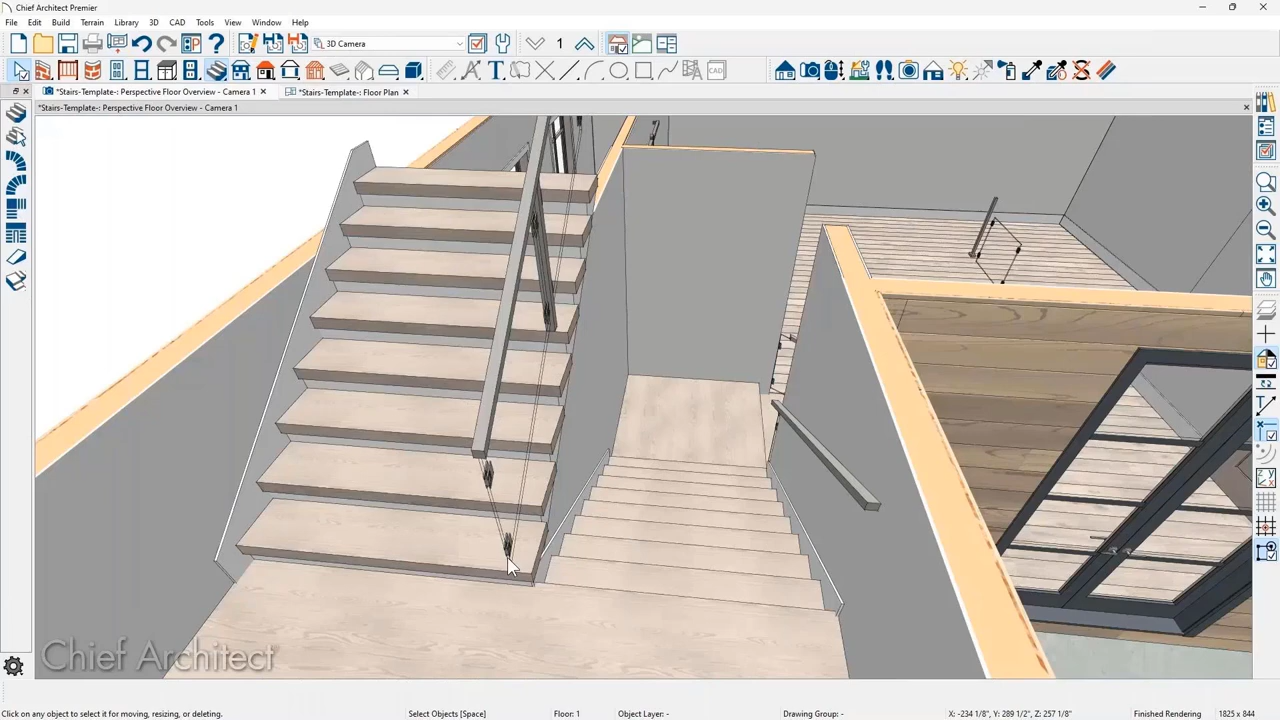 Chief Architect Premier
File Edit Build Terrain Library 3D CAD Tools View Window Help
3D Camera 1
CAD
*Stairs-Template-: Perspective Floor Overview - Camera 1 *Stairs-Template-: Floor Plan
*Stairs-Template-: Perspective Floor Overview - Camera 1
Chief Architect
Click on any object to select it for moving, resizing, or deleting. Select Objects [Space] Floor: 1 Object Layer: - Drawing Group: - X: -234 1/8", Y: 289 1/2", Z: 257 1/8" Finished Rendering 1825 x 844